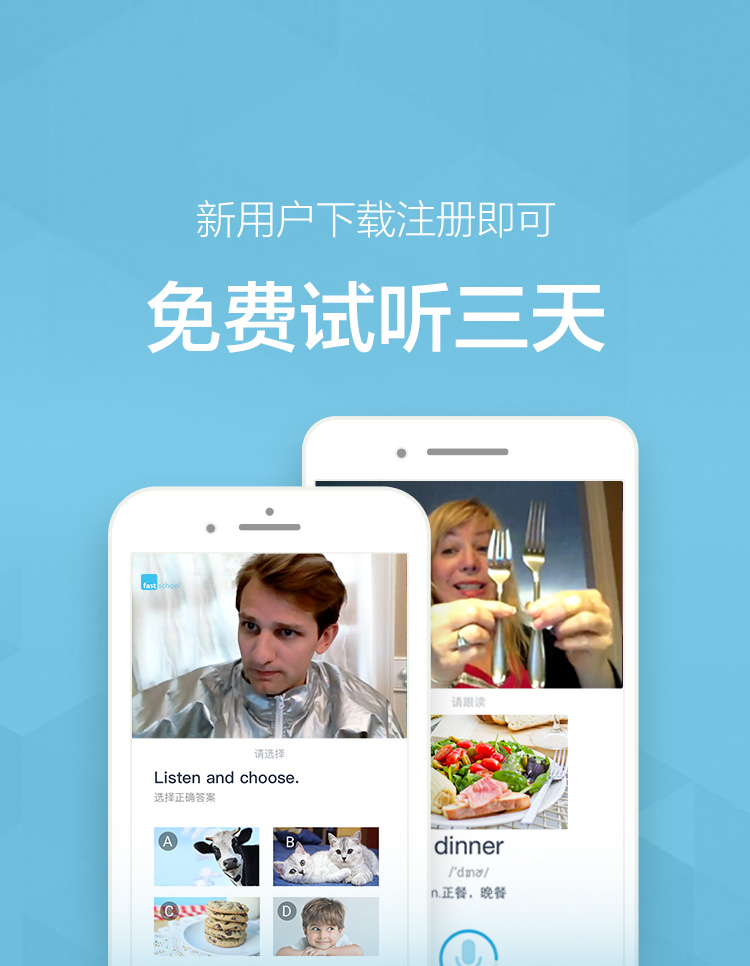 新用户下载注册即可
免费试听三天
fast school
请选择
Listen and choose.
选择正确答案
A
B
C
D
请跟读
dinner
/'dɪnɚ/
n.正餐，晚餐